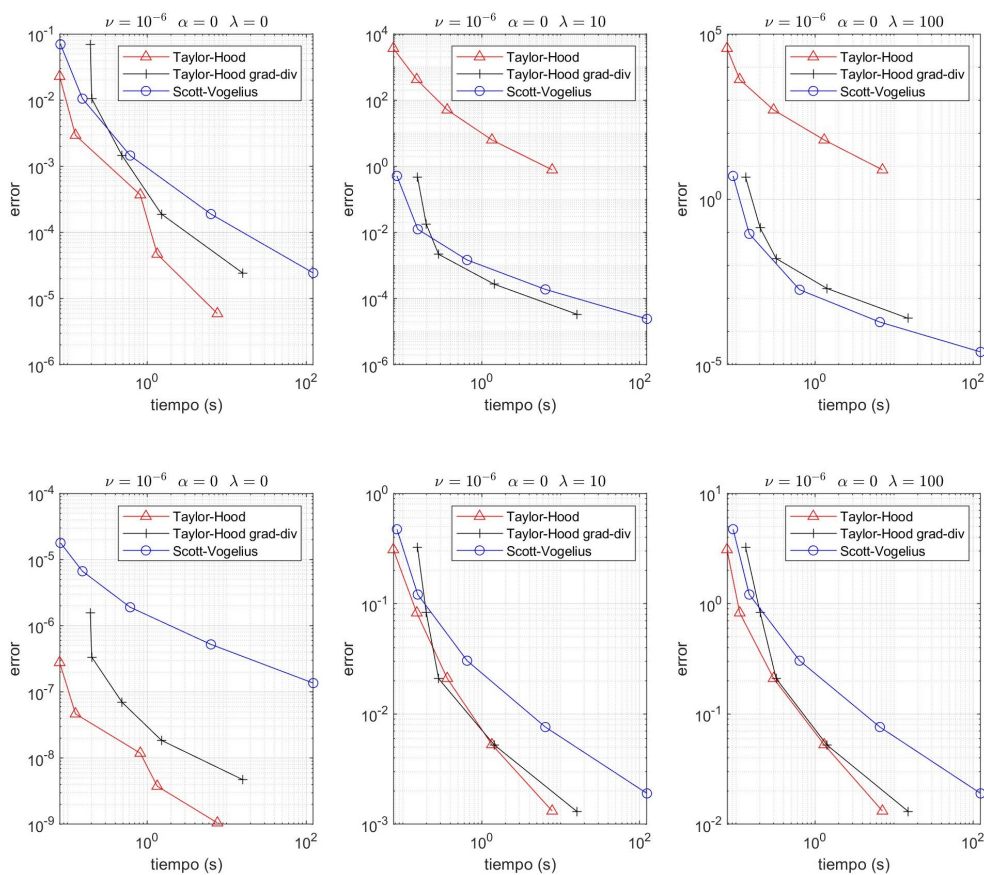 ν = 10⁻⁶ α = 0 λ = 0
10⁻¹
10⁻²
10⁻³
10⁻⁴
10⁻⁵
10⁻⁶
error
Taylor-Hood
Taylor-Hood grad-div
Scott-Vogelius
10⁰
10²
tiempo (s)
ν = 10⁻⁶ α = 0 λ = 10
10⁴
10²
10⁰
10⁻²
10⁻⁴
10⁻⁶
error
Taylor-Hood
Taylor-Hood grad-div
Scott-Vogelius
10⁰
10²
tiempo (s)
ν = 10⁻⁶ α = 0 λ = 100
10⁵
10⁰
10⁻⁵
error
Taylor-Hood
Taylor-Hood grad-div
Scott-Vogelius
10⁰
10²
tiempo (s)
ν = 10⁻⁶ α = 0 λ = 0
10⁻⁴
10⁻⁵
10⁻⁶
10⁻⁷
10⁻⁸
10⁻⁹
error
Taylor-Hood
Taylor-Hood grad-div
Scott-Vogelius
10⁰
10²
tiempo (s)
ν = 10⁻⁶ α = 0 λ = 10
10⁰
10⁻¹
10⁻²
10⁻³
error
Taylor-Hood
Taylor-Hood grad-div
Scott-Vogelius
10⁰
10²
tiempo (s)
ν = 10⁻⁶ α = 0 λ = 100
10¹
10⁰
10⁻¹
10⁻²
error
Taylor-Hood
Taylor-Hood grad-div
Scott-Vogelius
10⁰
10²
tiempo (s)